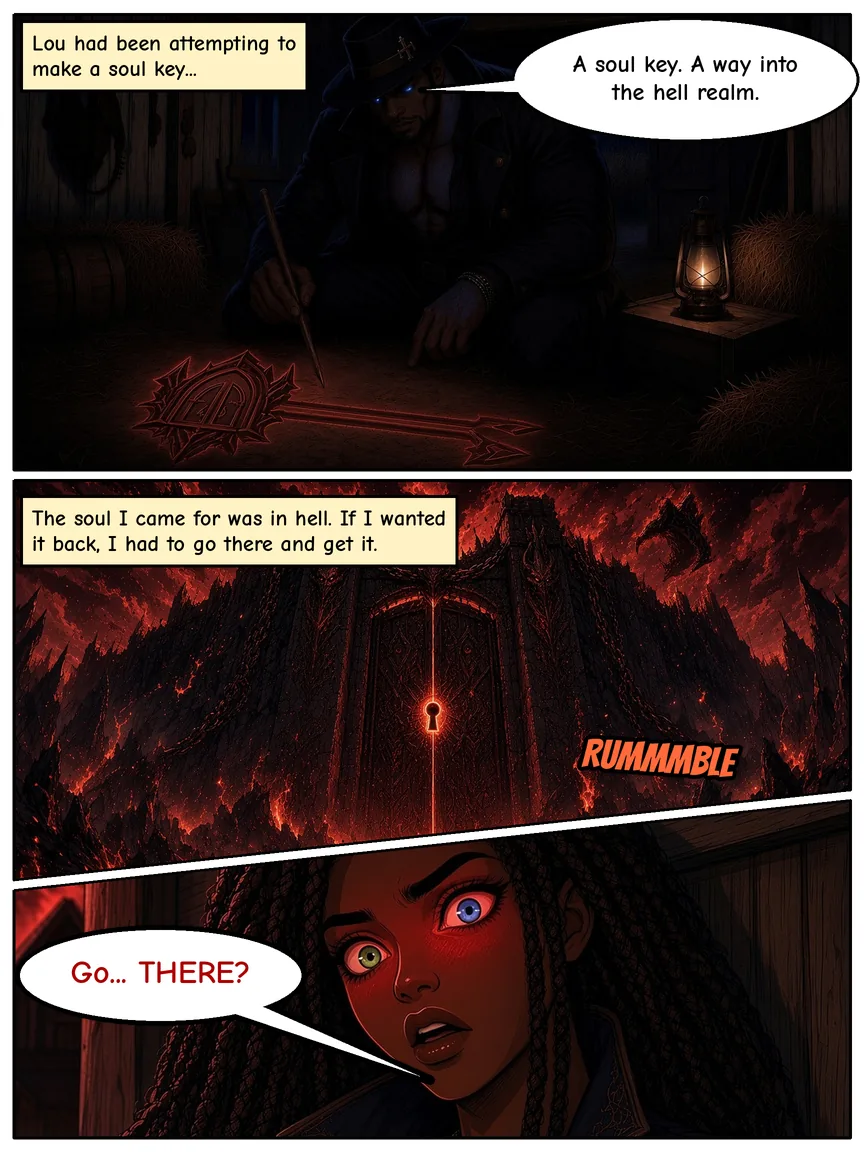 Lou had been attempting to
make a soul key...
A soul key. A way into
the hell realm.
The soul I came for was in hell. If I wanted
it back, I had to go there and get it.
RUMMMBLE
Go... THERE?